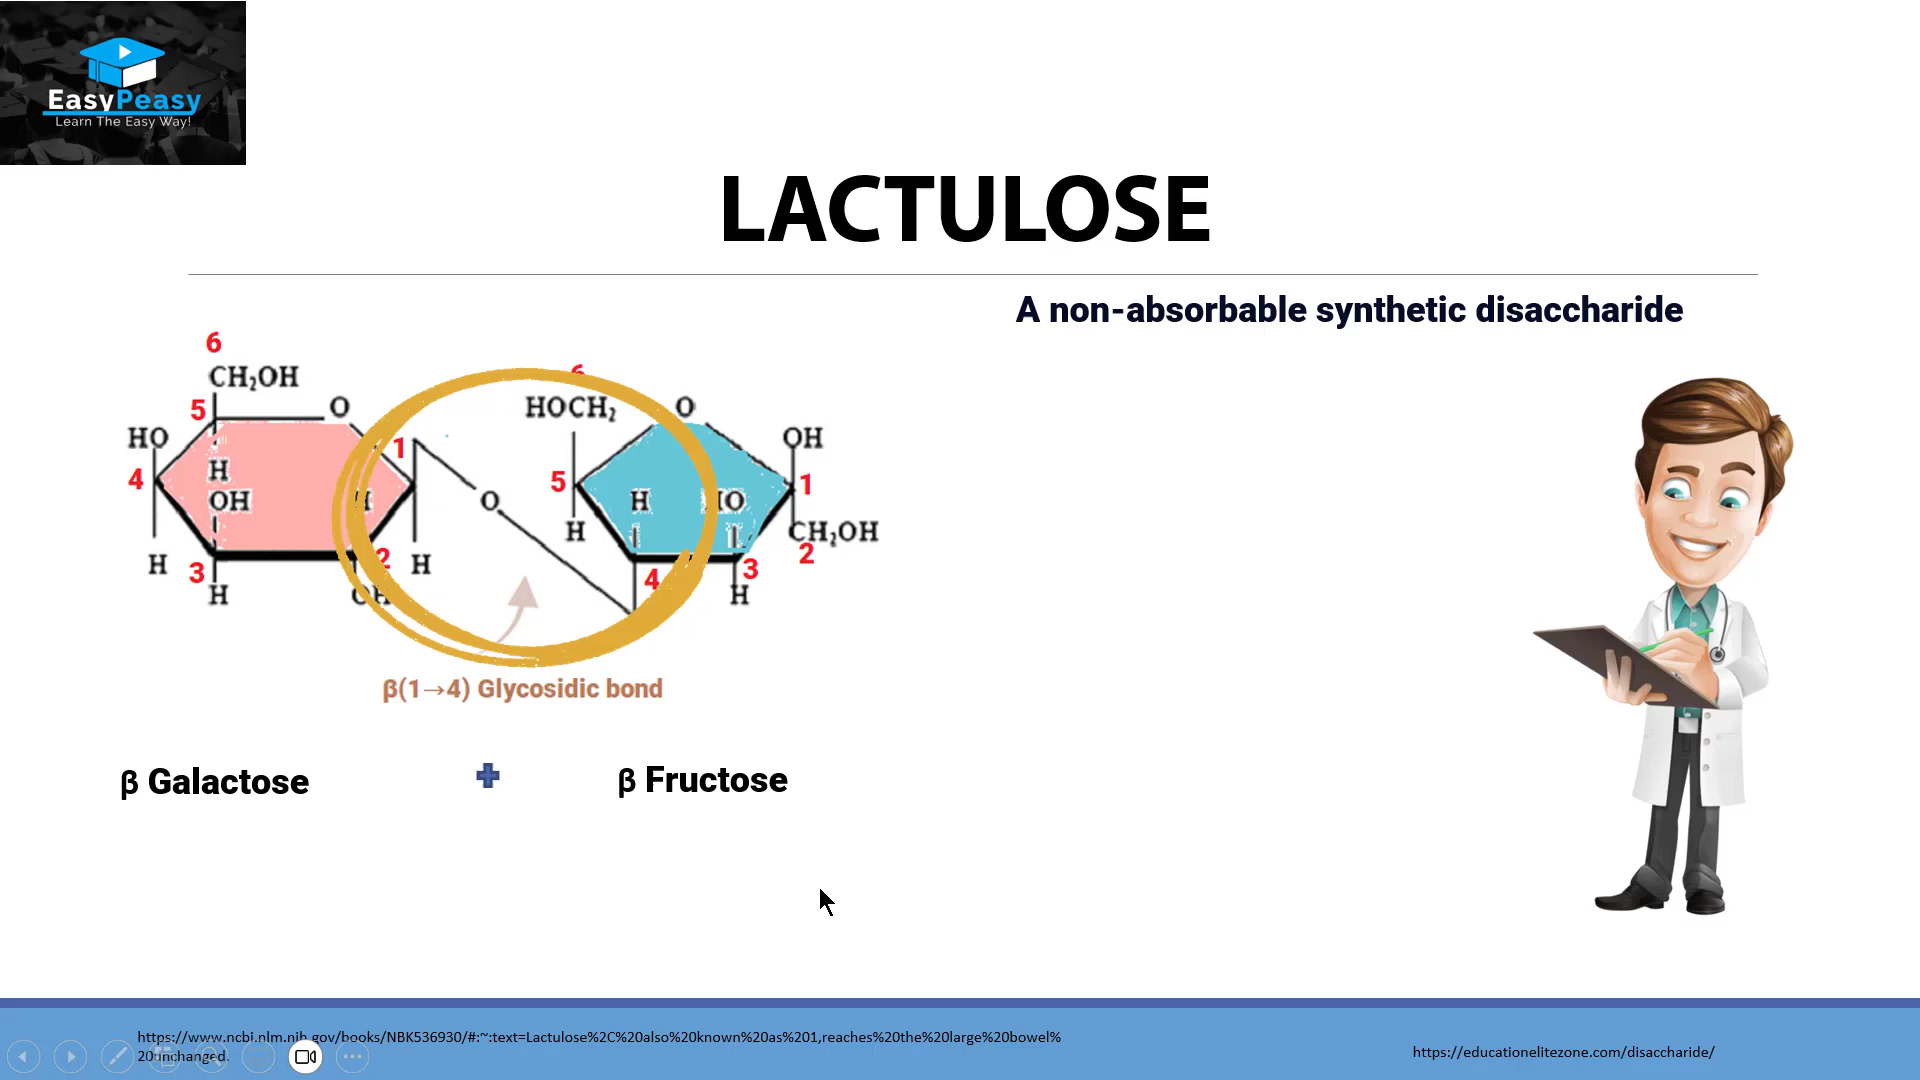 EasyPeasy
Learn The Easy Way!
LACTULOSE
A non-absorbable synthetic disaccharide
6
CH₂OH
5
O
HO
4
H
OH
H
1
H
2
H
3
H
OH
O
6
HOCH₂
O
OH
5
H
HO
1
H
CH₂OH
2
4
3
H
β(1→4) Glycosidic bond
β Galactose
β Fructose
https://www.ncbi.nlm.nih.gov/books/NBK536930/#:~:text=Lactulose%2C%20also%20known%20as%201,reaches%20the%20large%20bowel%
20unchanged.
https://educationelitezone.com/disaccharide/